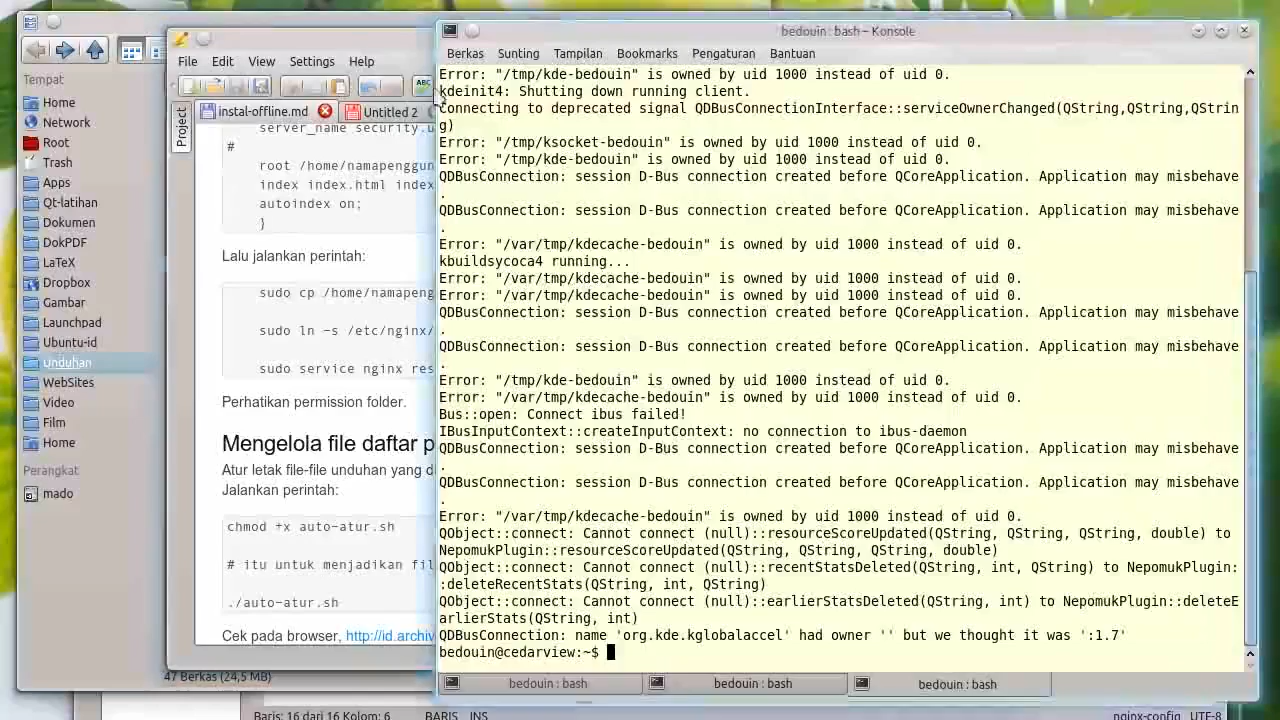 bedouin : bash – Konsole
Berkas Sunting Tampilan Bookmarks Pengaturan Bantuan
Error: "/tmp/kde-bedouin" is owned by uid 1000 instead of uid 0.
kdeinit4: Shutting down running client.
Connecting to deprecated signal QDBusConnectionInterface::serviceOwnerChanged(QString,QString,QStrin
g)
Error: "/tmp/ksocket-bedouin" is owned by uid 1000 instead of uid 0.
Error: "/tmp/kde-bedouin" is owned by uid 1000 instead of uid 0.
QDBusConnection: session D-Bus connection created before QCoreApplication. Application may misbehave
.
QDBusConnection: session D-Bus connection created before QCoreApplication. Application may misbehave
.
Error: "/var/tmp/kdecache-bedouin" is owned by uid 1000 instead of uid 0.
kbuildsycoca4 running...
Error: "/var/tmp/kdecache-bedouin" is owned by uid 1000 instead of uid 0.
Error: "/var/tmp/kdecache-bedouin" is owned by uid 1000 instead of uid 0.
QDBusConnection: session D-Bus connection created before QCoreApplication. Application may misbehave
.
QDBusConnection: session D-Bus connection created before QCoreApplication. Application may misbehave
.
Error: "/tmp/kde-bedouin" is owned by uid 1000 instead of uid 0.
Error: "/var/tmp/kdecache-bedouin" is owned by uid 1000 instead of uid 0.
Bus::open: Connect ibus failed!
IBusInputContext::createInputContext: no connection to ibus-daemon
QDBusConnection: session D-Bus connection created before QCoreApplication. Application may misbehave
.
QDBusConnection: session D-Bus connection created before QCoreApplication. Application may misbehave
.
Error: "/var/tmp/kdecache-bedouin" is owned by uid 1000 instead of uid 0.
QObject::connect: Cannot connect (null)::resourceScoreUpdated(QString, QString, QString, double) to
NepomukPlugin::resourceScoreUpdated(QString, QString, QString, double)
QObject::connect: Cannot connect (null)::recentStatsDeleted(QString, int, QString) to NepomukPlugin:
:deleteRecentStats(QString, int, QString)
QObject::connect: Cannot connect (null)::earlierStatsDeleted(QString, int) to NepomukPlugin::deleteE
arlierStats(QString, int)
QDBusConnection: name 'org.kde.kglobalaccel' had owner '' but we thought it was ':1.7'
bedouin@cedarview:~$
bedouin : bash
bedouin : bash
bedouin : bash
File Edit View Settings Help
instal-offline.md
Untitled 2
Project
server_name security.u
#
root /home/namapenggun
index index.html index
autoindex on;
}
Lalu jalankan perintah:
sudo cp /home/namapeng
sudo ln -s /etc/nginx/
sudo service nginx res
Perhatikan permission folder.
Mengelola file daftar p
Atur letak file-file unduhan yang d
Jalankan perintah:
chmod +x auto-atur.sh
# itu untuk menjadikan fil
./auto-atur.sh
Cek pada browser, http://id.archiv
Tempat
Home
Network
Root
Trash
Apps
Qt-latihan
Dokumen
DokPDF
LaTeX
Dropbox
Gambar
Launchpad
Ubuntu-id
Unduhan
WebSites
Video
Film
Home
Perangkat
mado
47 Berkas (24,5 MB)
Baris: 16 dari 16 Kolom: 6 BARIS INS nginx-config UTF-8